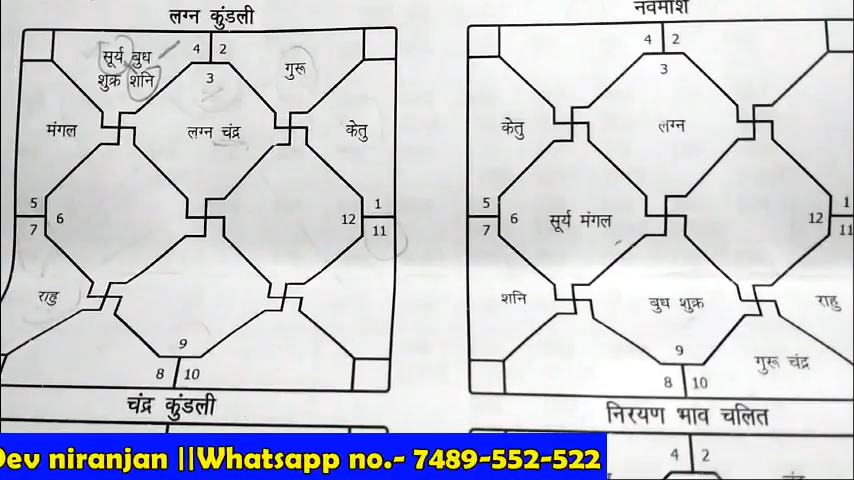 लग्न कुंडली
सूर्य बुध
शुक्र शनि
4 2
3
गुरू
मंगल
लग्न चंद्र
केतु
5
7
6
12
1
11
राहु
9
8 10
चंद्र कुंडली
नवमांश
4 2
3
केतु
लग्न
5
7
6
सूर्य मंगल
12
1
11
शनि
बुध शुक्र
राहु
9
8 10
गुरू चंद्र
निरयण भाव चलित
4 2
Dev niranjan ||Whatsapp no.- 7489-552-522